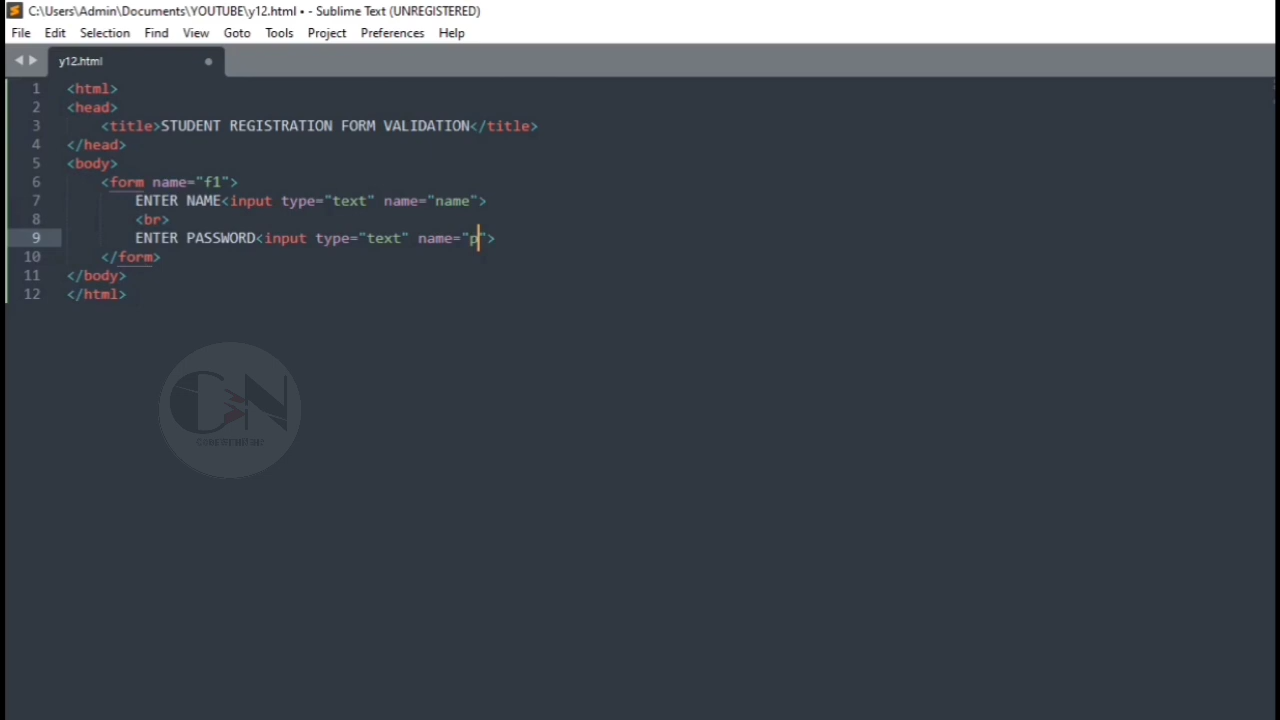 C:\Users\Admin\Documents\YOUTUBE\y12.html • - Sublime Text (UNREGISTERED)
File Edit Selection Find View Goto Tools Project Preferences Help
y12.html
1 <html>
2 <head>
3 <title>STUDENT REGISTRATION FORM VALIDATION</title>
4 </head>
5 <body>
6 <form name="f1">
7 ENTER NAME<input type="text" name="name">
8 <br>
9 ENTER PASSWORD<input type="text" name="p">
10 </form>
11 </body>
12 </html>